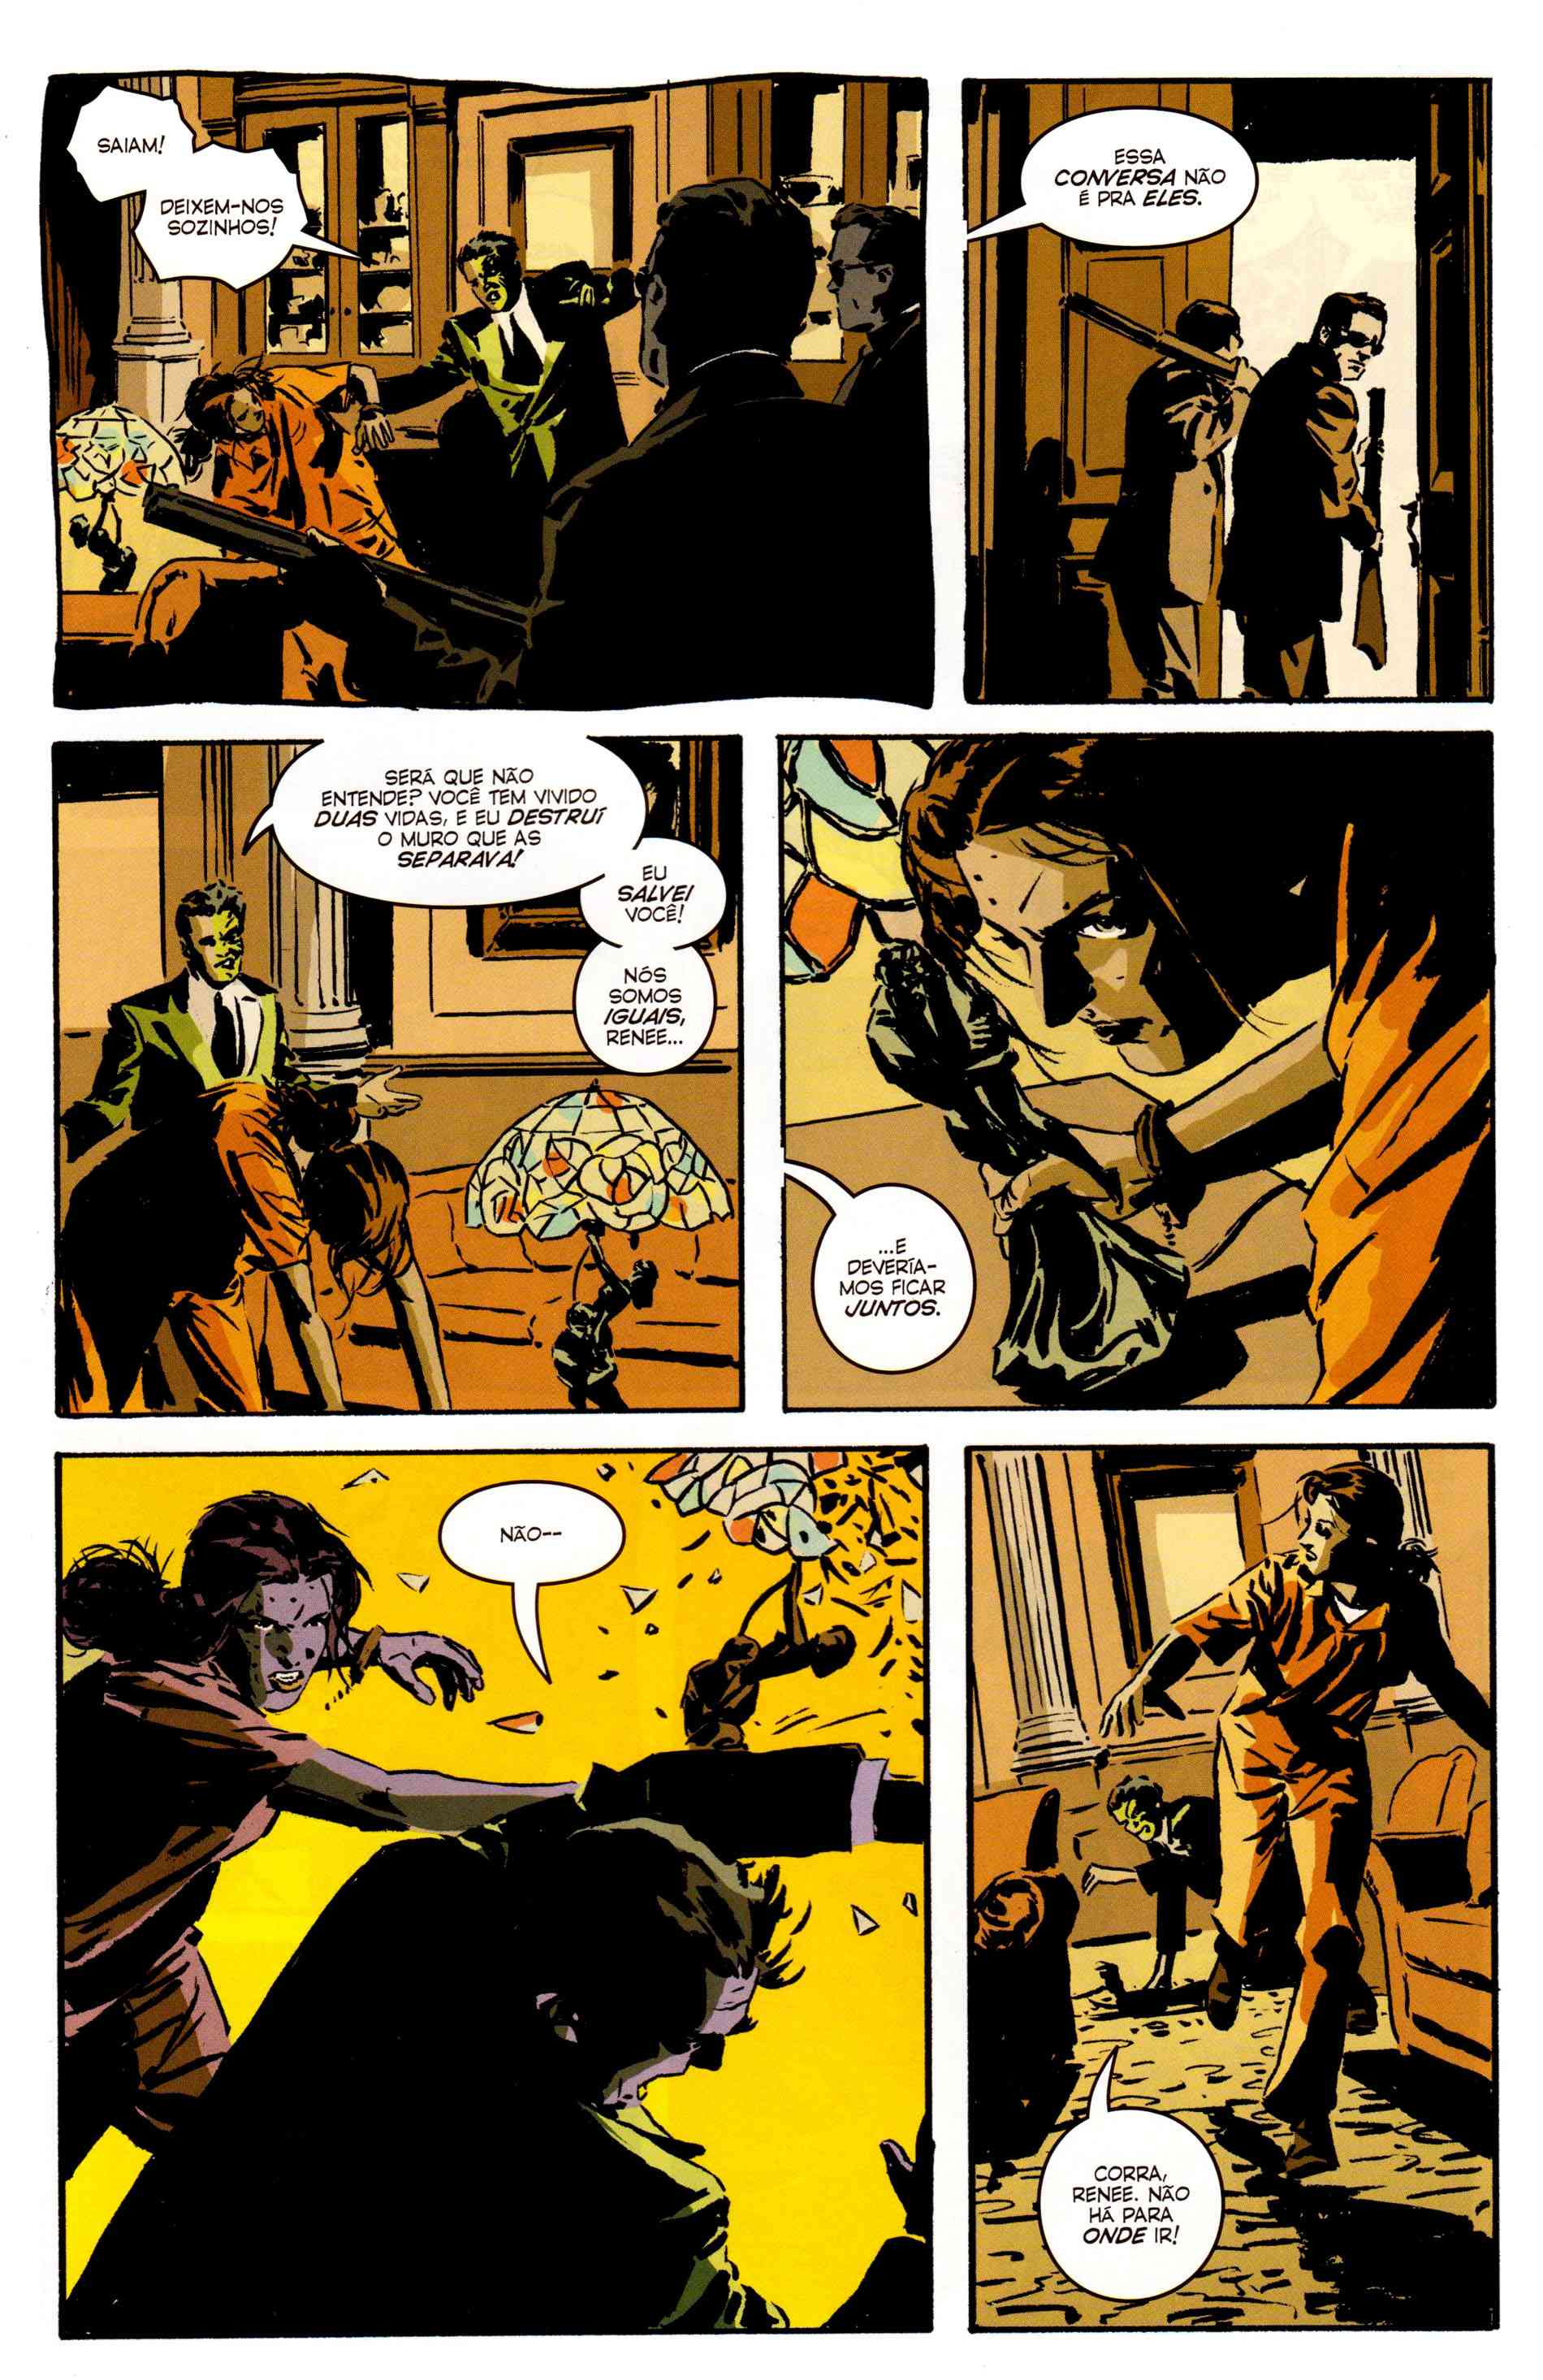 SAIAM!
DEIXEM-NOS
SOZINHOS!
ESSA
CONVERSA NÃO
É PRA ELES.
SERÁ QUE NÃO
ENTENDE? VOCÊ TEM VIVIDO
DUAS VIDAS, E EU DESTRUÍ
O MURO QUE AS
SEPARAVA!
EU
SALVEI
VOCÊ!
NÓS
SOMOS
IGUAIS,
RENEE...
...E
DEVERÍA-
MOS FICAR
JUNTOS.
NÃO--
CORRA,
RENEE. NÃO
HÁ PARA
ONDE IR!